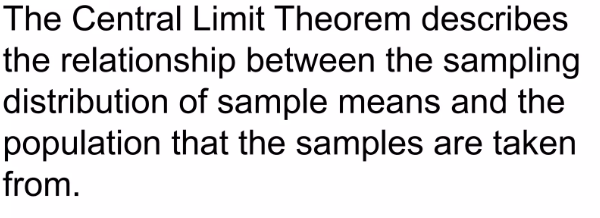 The Central Limit Theorem describes
the relationship between the sampling
distribution of sample means and the
population that the samples are taken
from.